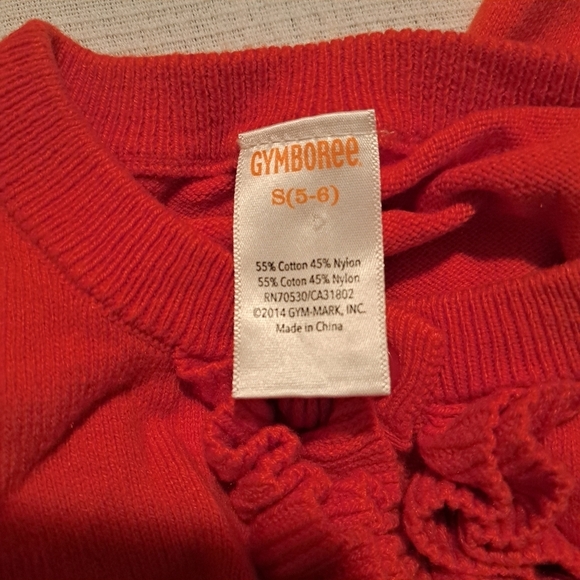 GYMBORee
S(5-6)
55% Cotton 45% Nylon
55% Coton 45% Nylon
RN70530/CA31802
©2014 GYM-MARK, INC.
Made in China